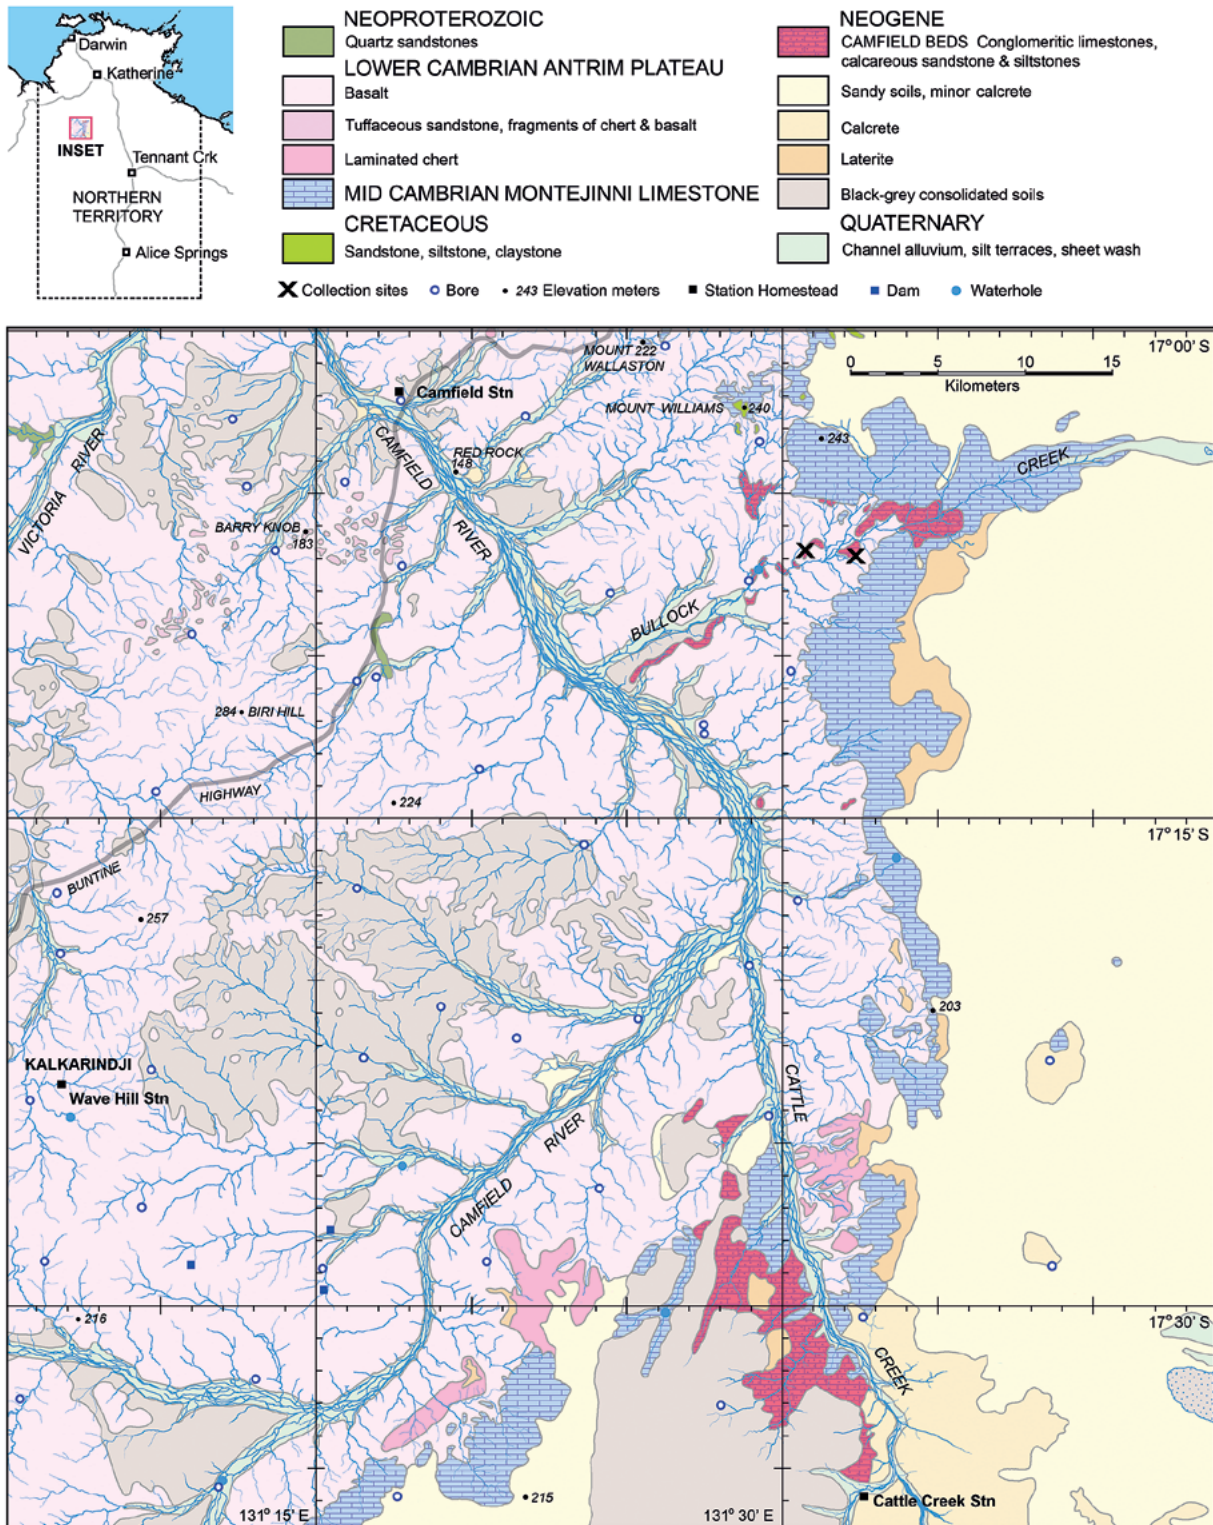 Darwin
Katherine
INSET
Tennant Crk
NORTHERN
TERRITORY
Alice Springs
NEOPROTEROZOIC
Quartz sandstones
LOWER CAMBRIAN ANTRIM PLATEAU
Basalt
Tuffaceous sandstone, fragments of chert & basalt
Laminated chert
MID CAMBRIAN MONTEJINNI LIMESTONE
CRETACEOUS
Sandstone, siltstone, claystone
NEOGENE
CAMFIELD BEDS Conglomeritic limestones,
calcareous sandstone & siltstones
Sandy soils, minor calcrete
Calcrete
Laterite
Black-grey consolidated soils
QUATERNARY
Channel alluvium, silt terraces, sheet wash
Collection sites
Bore
243 Elevation meters
Station Homestead
Dam
Waterhole
17° 00' S
0 5 10 15
Kilometers
MOUNT 222
WALLASTON
Camfield Stn
MOUNT WILLIAMS 240
243
CAMFIELD
RED ROCK
148
CREEK
VICTORIA
RIVER
BARRY KNOB
183
RIVER
BULLOCK
284 BIRI HILL
HIGHWAY
224
17° 15' S
BUNTINE
257
203
KALKARINDJI
Wave Hill Stn
CATTLE
RIVER
CAMFIELD
216
17° 30' S
CREEK
215
Cattle Creek Stn
131° 15' E
131° 30' E